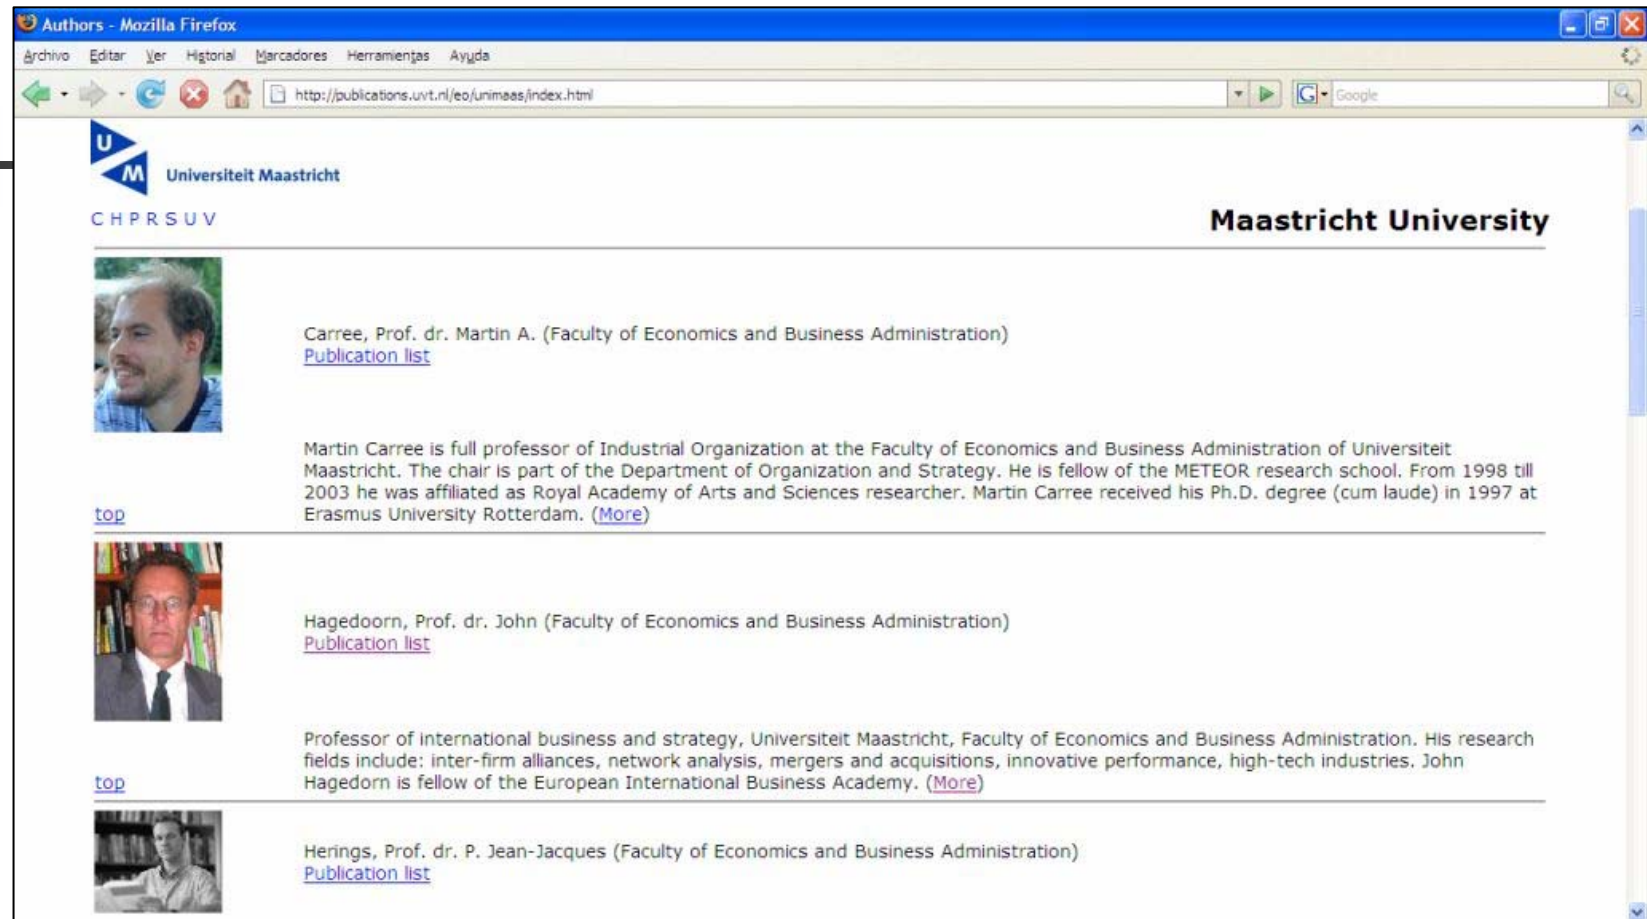 Authors - Mozilla Firefox
Archivo Editar Ver Historial Marcadores Herramientas Ayuda
http://publications.uvt.nl/eo/unimaas/index.html
G Google
U
M
Universiteit Maastricht
C H P R S U V
Maastricht University
Carree, Prof. dr. Martin A. (Faculty of Economics and Business Administration)
Publication list
Martin Carree is full professor of Industrial Organization at the Faculty of Economics and Business Administration of Universiteit
Maastricht. The chair is part of the Department of Organization and Strategy. He is fellow of the METEOR research school. From 1998 till
2003 he was affiliated as Royal Academy of Arts and Sciences researcher. Martin Carree received his Ph.D. degree (cum laude) in 1997 at
top Erasmus University Rotterdam. (More)
Hagedoorn, Prof. dr. John (Faculty of Economics and Business Administration)
Publication list
Professor of international business and strategy, Universiteit Maastricht, Faculty of Economics and Business Administration. His research
fields include: inter-firm alliances, network analysis, mergers and acquisitions, innovative performance, high-tech industries. John
top Hagedorn is fellow of the European International Business Academy. (More)
Herings, Prof. dr. P. Jean-Jacques (Faculty of Economics and Business Administration)
Publication list